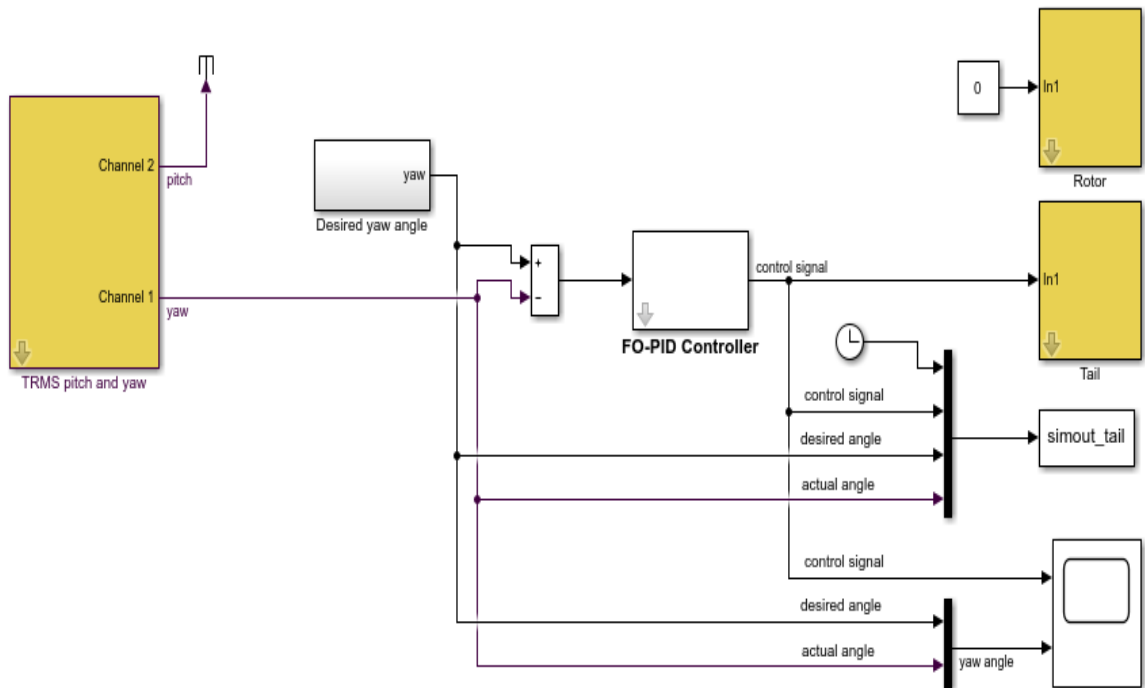 0
In1
Rotor
Channel 2
pitch
yaw
Desired yaw angle
+
−
control signal
In1
Tail
FO-PID Controller
Channel 1
yaw
TRMS pitch and yaw
control signal
desired angle
actual angle
simout_tail
control signal
desired angle
actual angle
yaw angle